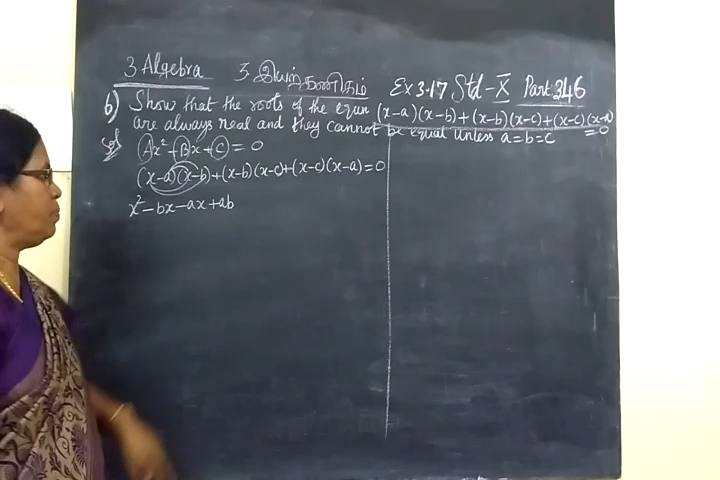 3 Algebra 3. இயற்கணிதம் Ex 3.17 Std-X Part 346
6) Show that the roots of the equn (x-a)(x-b)+(x-b)(x-c)+(x-c)(x-a)=0
are always real and they cannot be equal unless a=b=c
Sol Ax²+Bx+C=0
(x-a)(x-b)+(x-b)(x-c)+(x-c)(x-a)=0
x²-bx-ax+ab